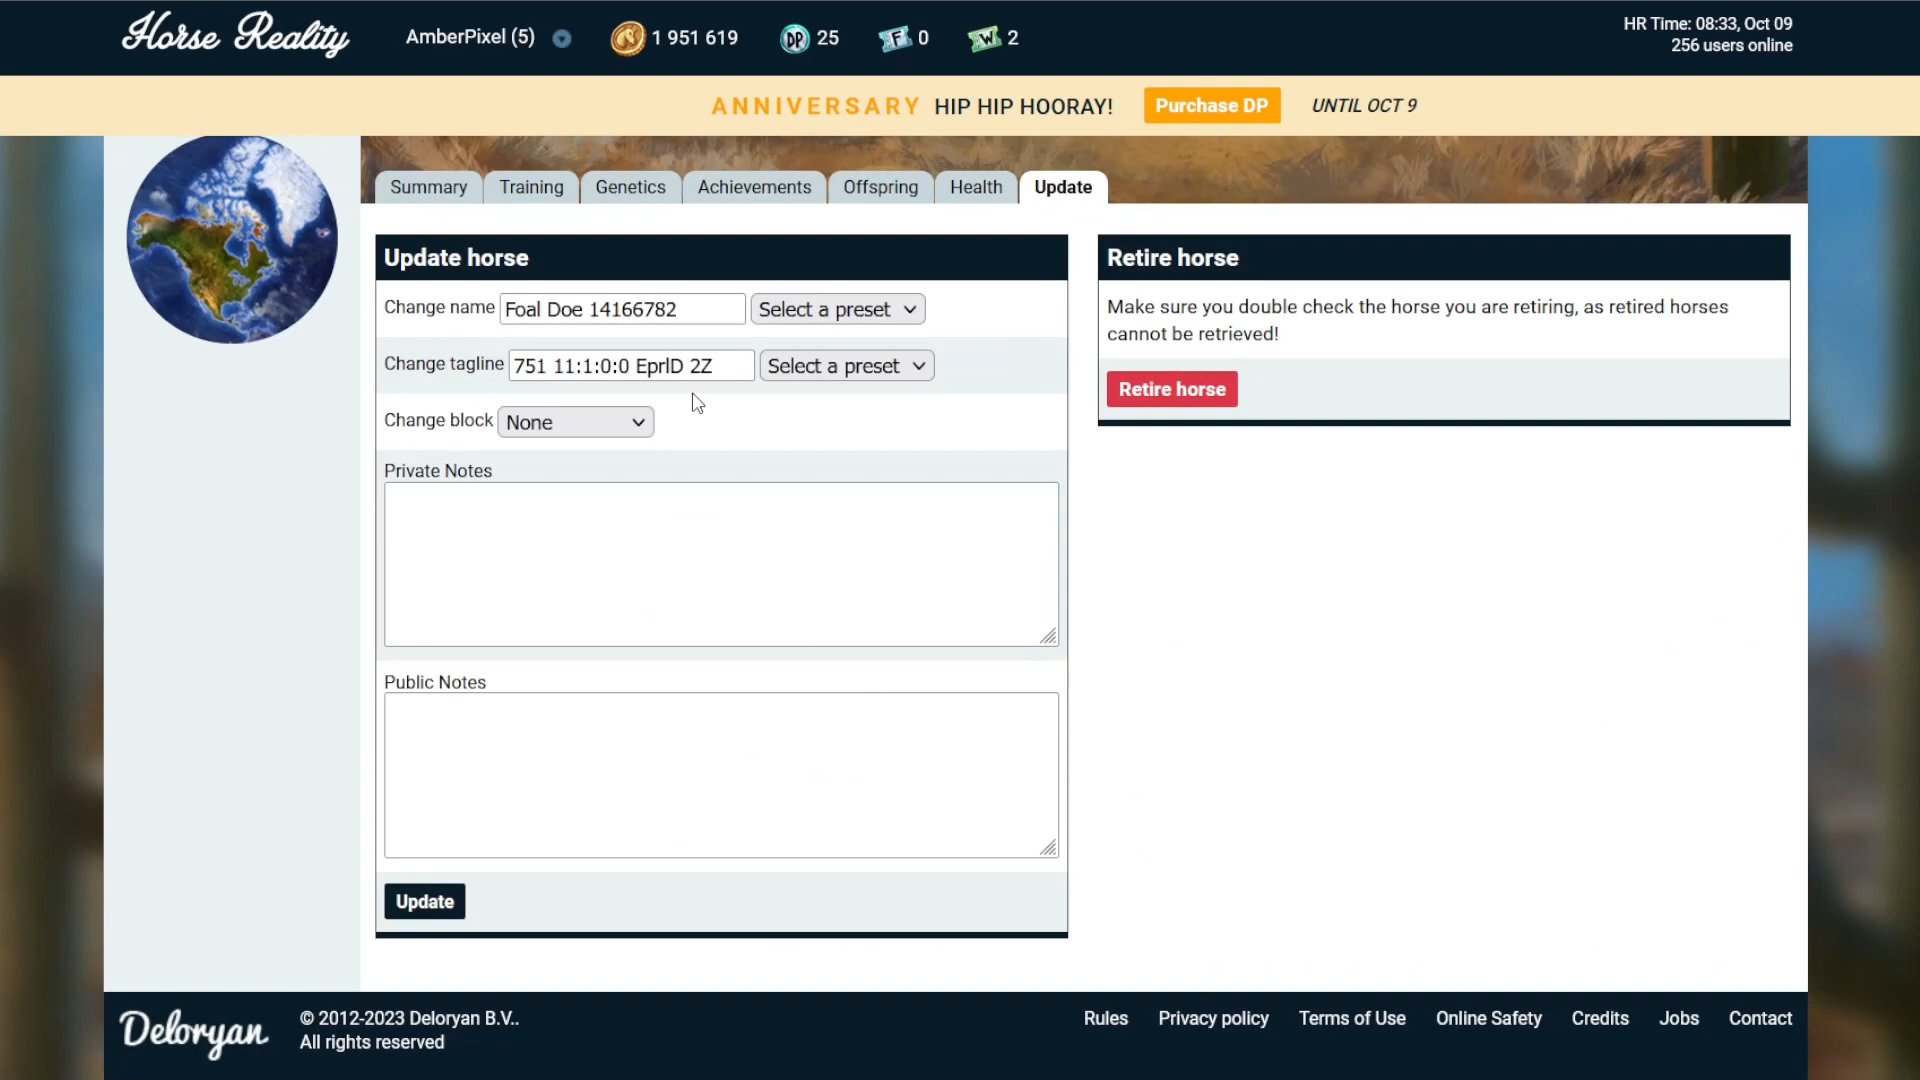 Horse Reality
AmberPixel (5)
1 951 619
DP
25
F
0
W
2
HR Time: 08:33, Oct 09
256 users online
ANNIVERSARY HIP HIP HOORAY!
Purchase DP
UNTIL OCT 9
Summary
Training
Genetics
Achievements
Offspring
Health
Update
Update horse
Change name
Foal Doe 14166782
Select a preset
Change tagline
751 11:1:0:0 EprlD 2Z
Select a preset
Change block
None
Private Notes
Public Notes
Update
Retire horse
Make sure you double check the horse you are retiring, as retired horses
cannot be retrieved!
Retire horse
Deloryan
© 2012-2023 Deloryan B.V..
All rights reserved
Rules
Privacy policy
Terms of Use
Online Safety
Credits
Jobs
Contact